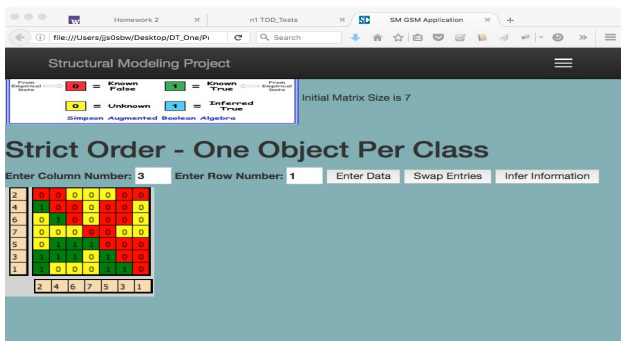 Homework 2 × n1 TDD_Tests × SM GSM Application × +
file:///Users/jjs0sbw/Desktop/DT_One/Pi Search
Structural Modeling Project
From Empirical Data 0 = Known False 1 = Known True From Empirical Data
0 = Unknown 1 = Inferred True
Simpson Augmented Boolean Algebra
Initial Matrix Size is 7
Strict Order - One Object Per Class
Enter Column Number: 3 Enter Row Number: 1 Enter Data Swap Entries Infer Information
2 0 0 0 0 0 0 0
4 1 0 0 0 0 0 0
6 0 1 0 0 0 0 0
7 0 0 0 0 0 0 0
5 0 1 1 1 0 0 0
3 1 1 1 0 1 0 0
1 1 0 0 0 1 1 0
2 4 6 7 5 3 1